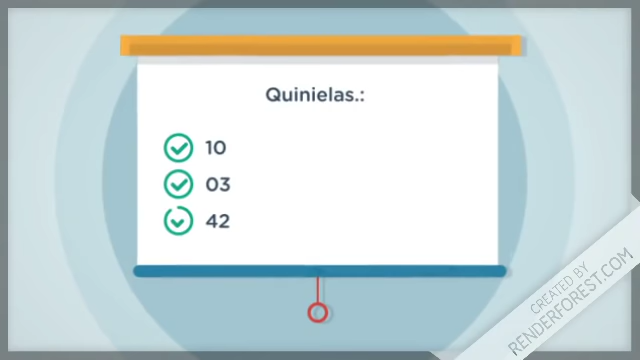 Quinielas.:
10
03
42
CREATED BY
RENDERFOREST.COM